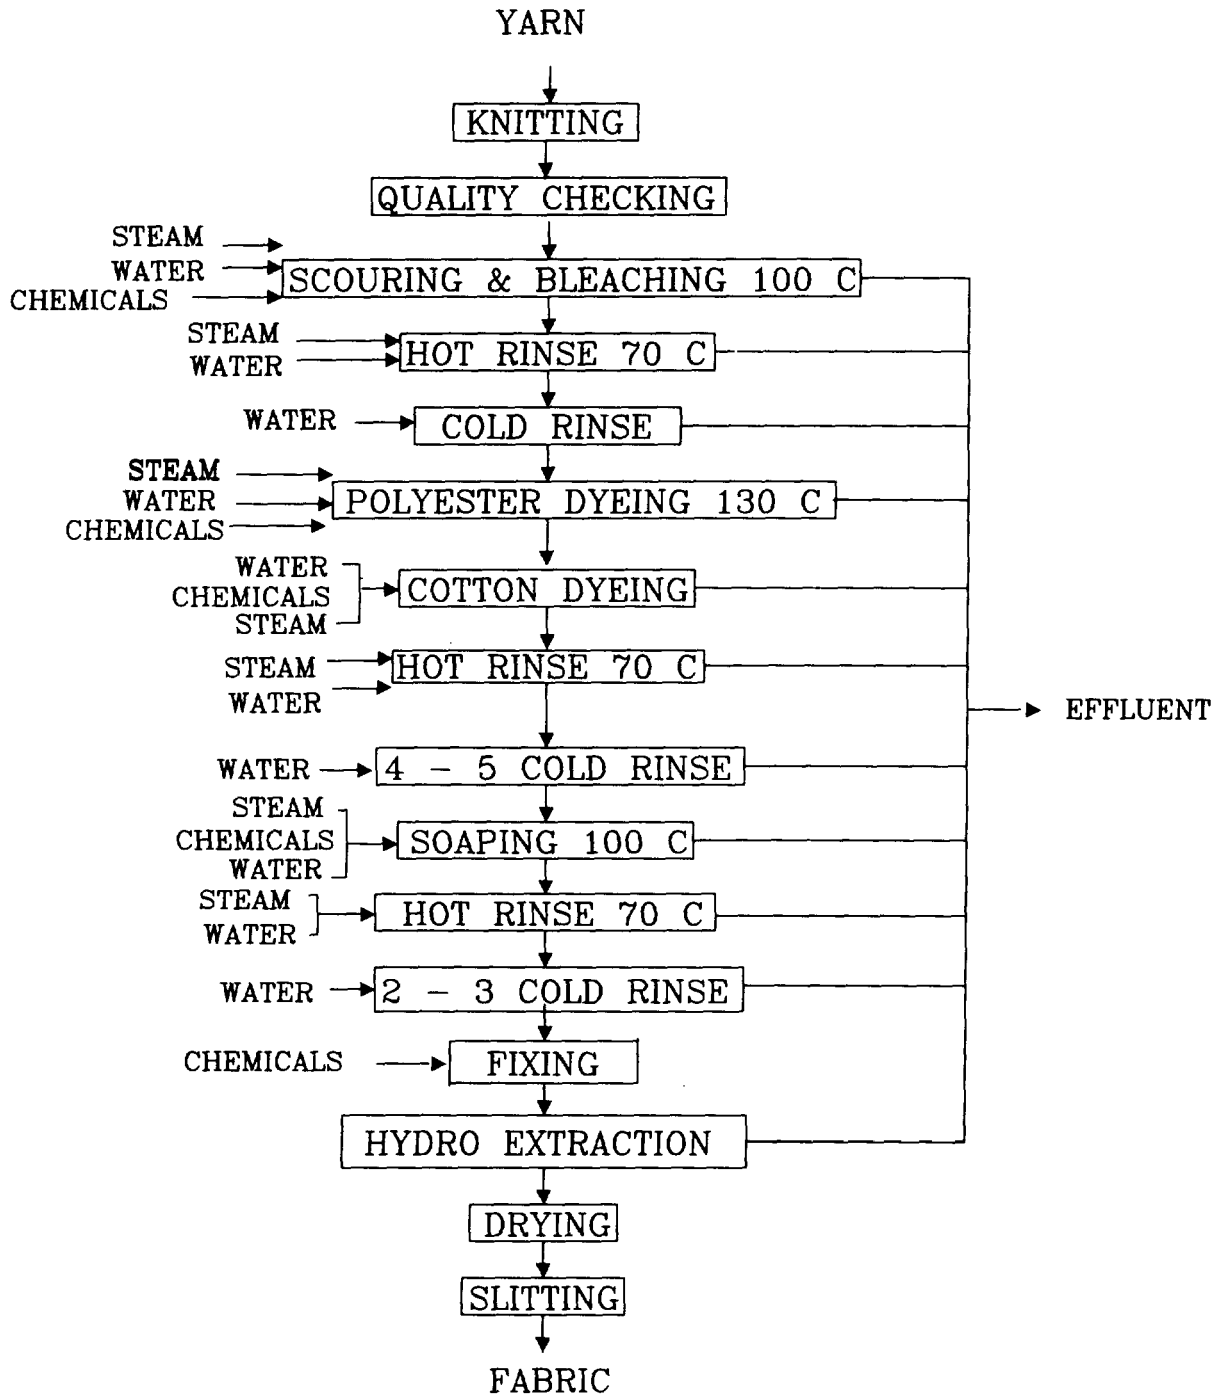 YARN
KNITTING
QUALITY CHECKING
STEAM
WATER
CHEMICALS
SCOURING & BLEACHING 100 C
STEAM
WATER
HOT RINSE 70 C
WATER
COLD RINSE
STEAM
WATER
CHEMICALS
POLYESTER DYEING 130 C
WATER
CHEMICALS
STEAM
COTTON DYEING
STEAM
WATER
HOT RINSE 70 C
EFFLUENT
WATER
4 - 5 COLD RINSE
STEAM
CHEMICALS
WATER
SOAPING 100 C
STEAM
WATER
HOT RINSE 70 C
WATER
2 - 3 COLD RINSE
CHEMICALS
FIXING
HYDRO EXTRACTION
DRYING
SLITTING
FABRIC